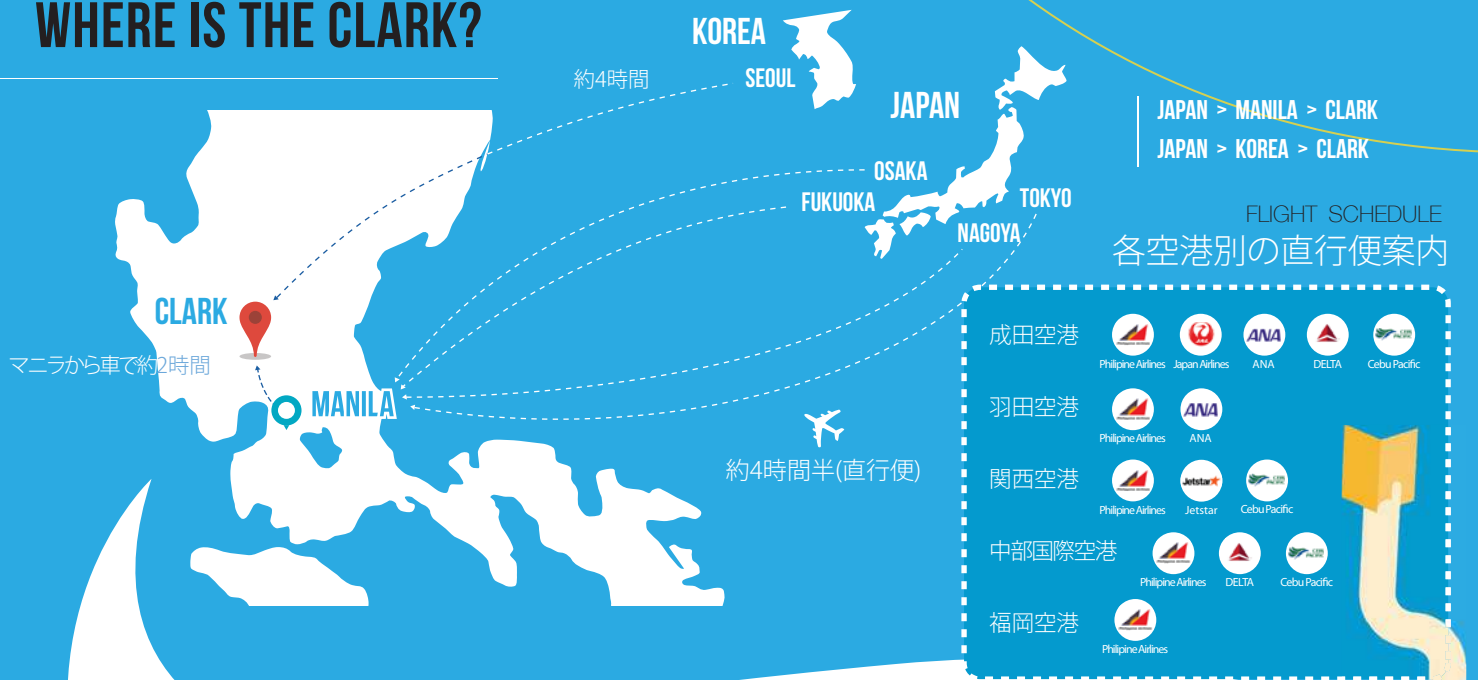 WHERE IS THE CLARK?
KOREA
SEOUL
約4時間
JAPAN
OSAKA
FUKUOKA
TOKYO
NAGOYA
JAPAN > MANILA > CLARK
JAPAN > KOREA > CLARK
CLARK
マニラから車で約2時間
MANILA
約4時間半(直行便)
FLIGHT SCHEDULE
各空港別の直行便案内
成田空港
JAL
ANA
Philipine Airlines Japan Airlines ANA DELTA Cebu Pacific
羽田空港
ANA
Philipine Airlines ANA
関西空港
Jetstar
Philipine Airlines Jetstar Cebu Pacific
中部国際空港
Philipine Airlines DELTA Cebu Pacific
福岡空港
Philipine Airlines